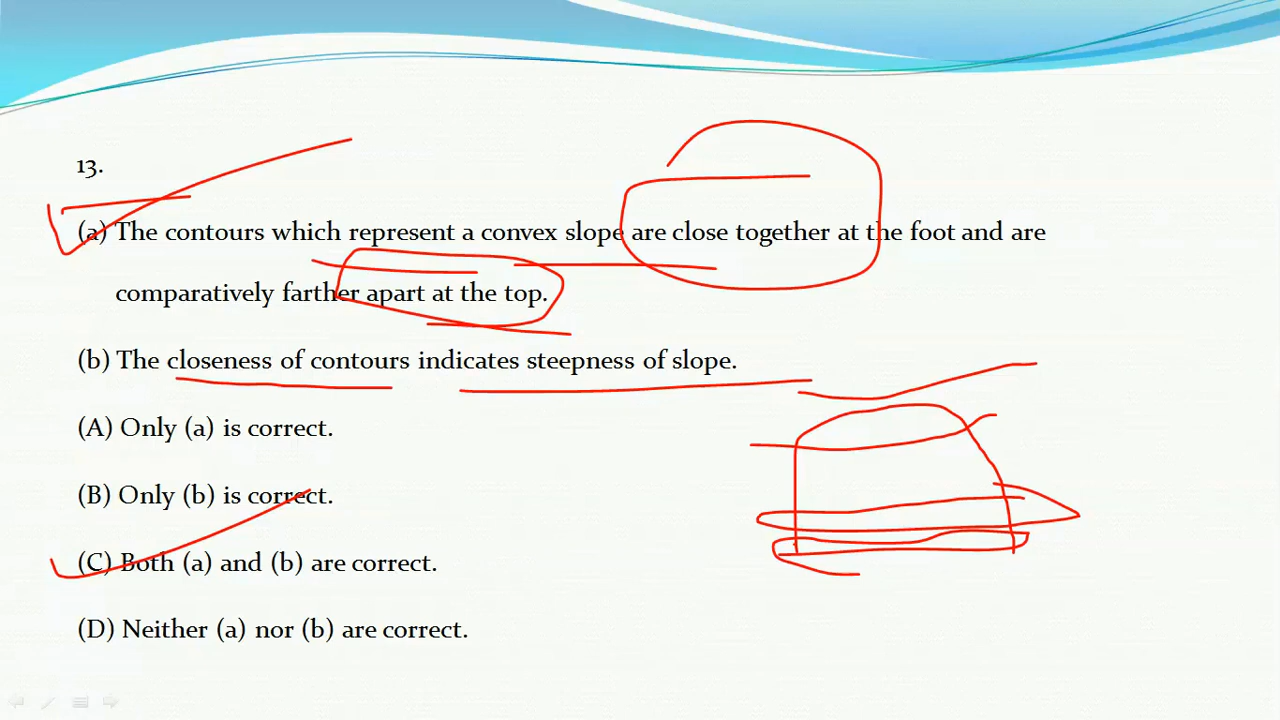 13.
(a) The contours which represent a convex slope are close together at the foot and are
comparatively farther apart at the top.
(b) The closeness of contours indicates steepness of slope.
(A) Only (a) is correct.
(B) Only (b) is correct.
(C) Both (a) and (b) are correct.
(D) Neither (a) nor (b) are correct.